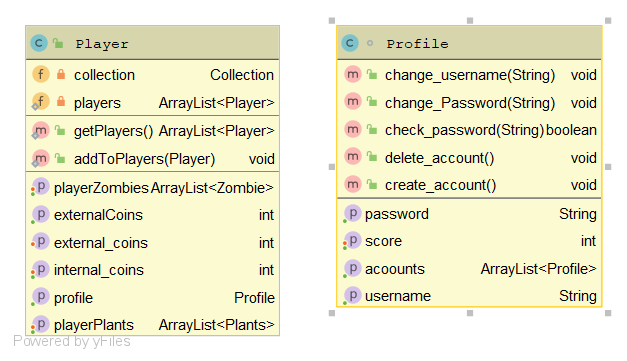 C Player
f collection Collection
f players ArrayList<Player>
m getPlayers() ArrayList<Player>
m addToPlayers(Player) void
p playerZombies ArrayList<Zombie>
p externalCoins int
p external_coins int
p internal_coins int
p profile Profile
p playerPlants ArrayList<Plants>
C Profile
m change_username(String) void
m change_Password(String) void
m check_password(String) boolean
m delete_account() void
m create_account() void
p password String
p score int
p acoounts ArrayList<Profile>
p username String
Powered by yFiles